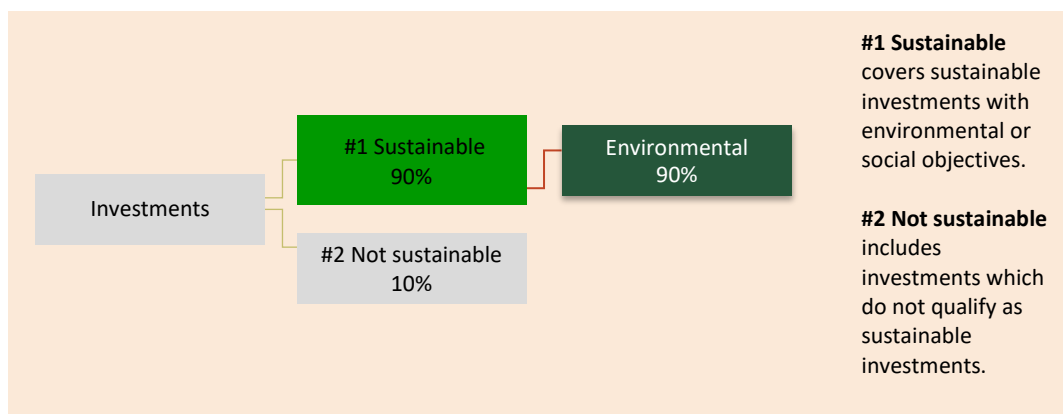 Investments
#1 Sustainable
90%
Environmental
90%
#2 Not sustainable
10%
#1 Sustainable
covers sustainable
investments with
environmental or
social objectives.
#2 Not sustainable
includes
investments which
do not qualify as
sustainable
investments.